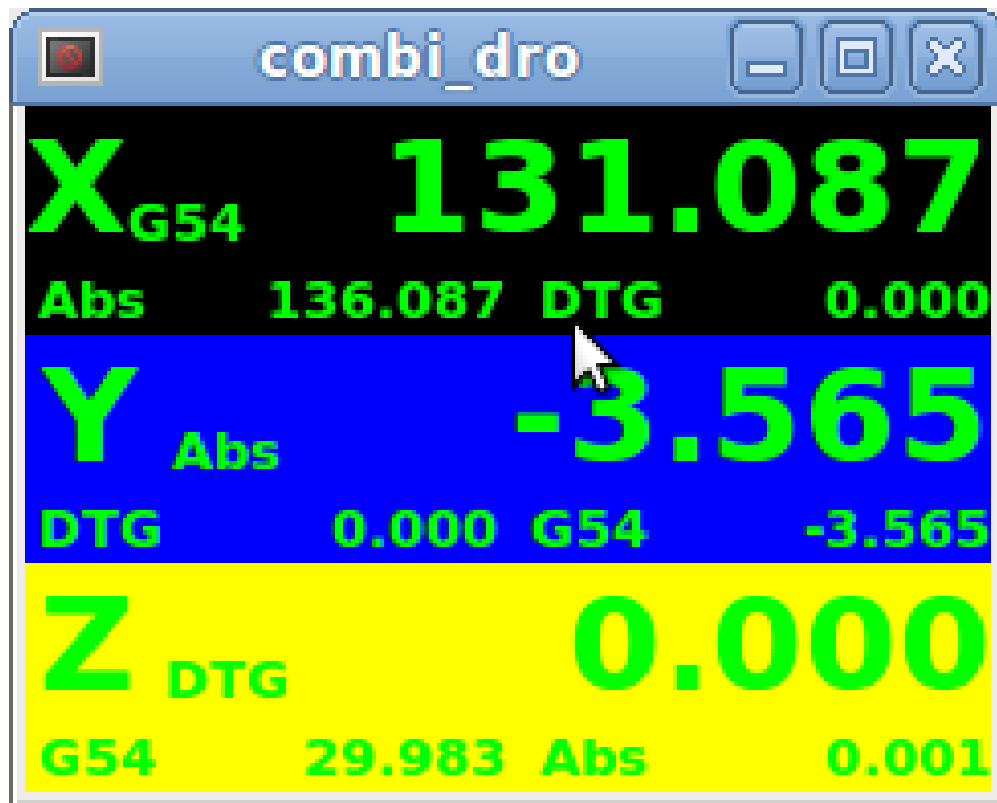 combi_dro
X G54 131.087
Abs 136.087 DTG 0.000
Y Abs -3.565
DTG 0.000 G54 -3.565
Z DTG 0.000
G54 29.983 Abs 0.001